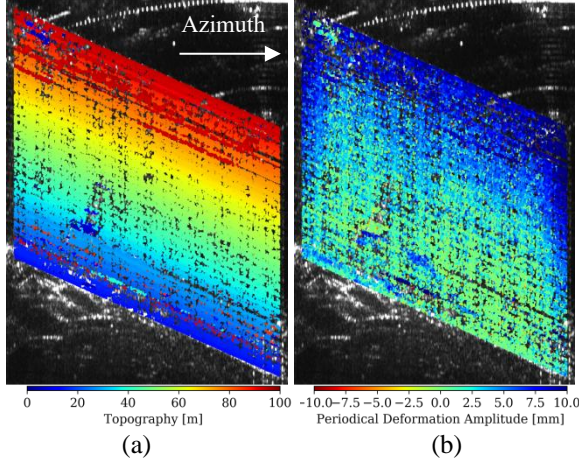 Azimuth
0 20 40 60 80 100
Topography [m]
(a)
−10.0 −7.5 −5.0 −2.5 0.0 2.5 5.0 7.5 10.0
Periodical Deformation Amplitude [mm]
(b)